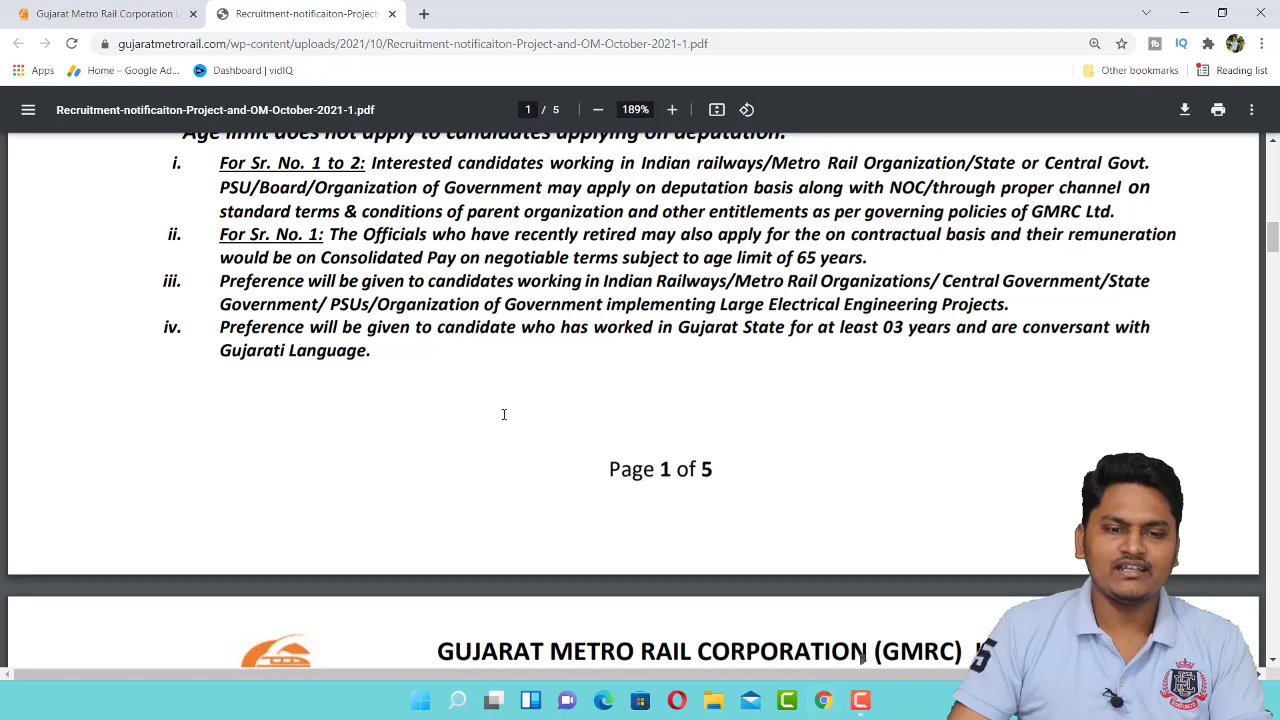 Gujarat Metro Rail Corporation
Recruitment-notificaiton-Project-
gujaratmetrorail.com/wp-content/uploads/2021/10/Recruitment-notificaiton-Project-and-OM-October-2021-1.pdf
Apps
Home – Google Ad...
Dashboard | vidIQ
Other bookmarks
Reading list
Recruitment-notificaiton-Project-and-OM-October-2021-1.pdf
1 / 5
189%
Age limit does not apply to candidates applying on deputation.
i. For Sr. No. 1 to 2: Interested candidates working in Indian railways/Metro Rail Organization/State or Central Govt.
PSU/Board/Organization of Government may apply on deputation basis along with NOC/through proper channel on
standard terms & conditions of parent organization and other entitlements as per governing policies of GMRC Ltd.
ii. For Sr. No. 1: The Officials who have recently retired may also apply for the on contractual basis and their remuneration
would be on Consolidated Pay on negotiable terms subject to age limit of 65 years.
iii. Preference will be given to candidates working in Indian Railways/Metro Rail Organizations/ Central Government/State
Government/ PSUs/Organization of Government implementing Large Electrical Engineering Projects.
iv. Preference will be given to candidate who has worked in Gujarat State for at least 03 years and are conversant with
Gujarati Language.
Page 1 of 5
GUJARAT METRO RAIL CORPORATION (GMRC)